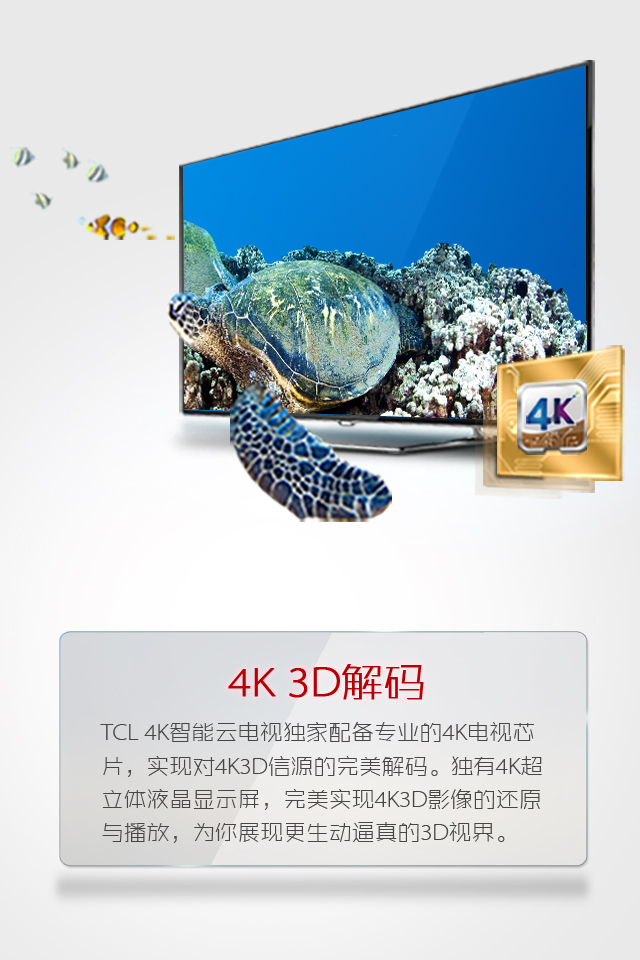 4K
4K 3D解码
TCL 4K智能云电视独家配备专业的4K电视芯
片，实现对4K3D信源的完美解码。独有4K超
立体液晶显示屏，完美实现4K3D影像的还原
与播放，为你展现更生动逼真的3D视界。